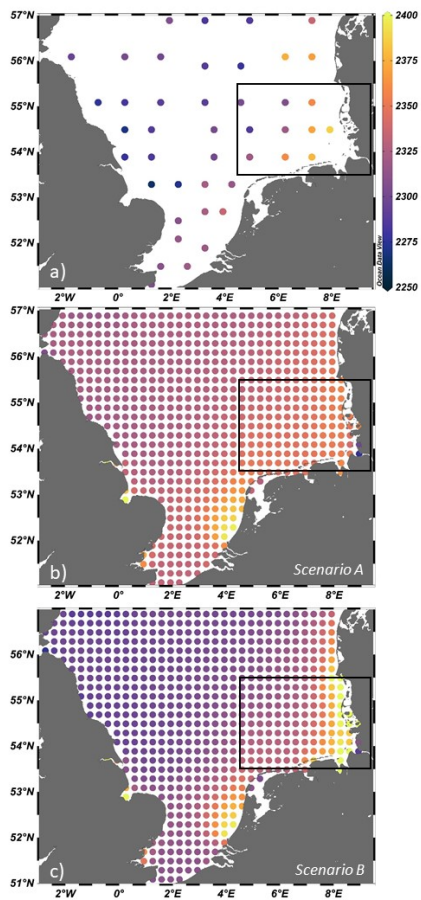 57°N
56°N
55°N
54°N
53°N
52°N
51°N
2°W 0° 2°E 4°E 6°E 8°E
a)
2400
2375
2350
2325
2300
2275
2250
Ocean Data View
57°N
56°N
55°N
54°N
53°N
52°N
2°W 0° 2°E 4°E 6°E 8°E
b)
Scenario A
56°N
55°N
54°N
53°N
52°N
51°N
2°W 0° 2°E 4°E 6°E 8°E
c)
Scenario B